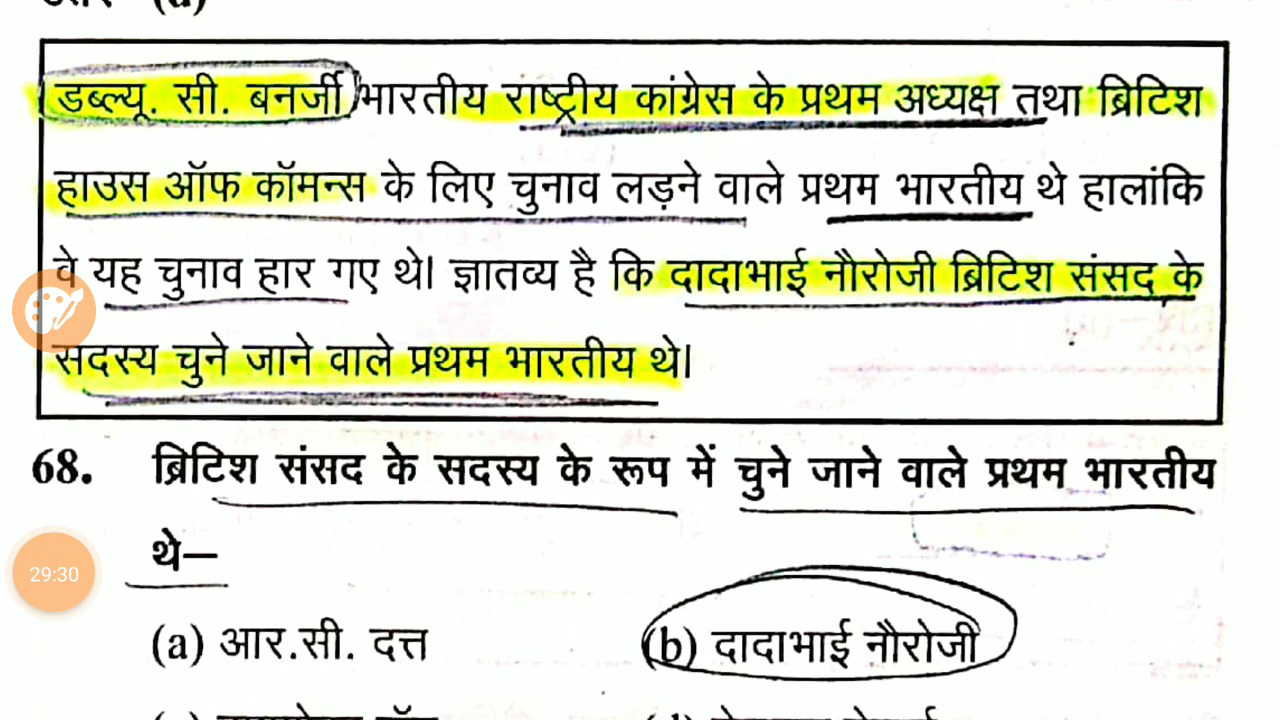 डब्ल्यू. सी. बनर्जी भारतीय राष्ट्रीय कांग्रेस के प्रथम अध्यक्ष तथा ब्रिटिश
हाउस ऑफ कॉमन्स के लिए चुनाव लड़ने वाले प्रथम भारतीय थे हालांकि
वे यह चुनाव हार गए थे। ज्ञातव्य है कि दादाभाई नौरोजी ब्रिटिश संसद के
सदस्य चुने जाने वाले प्रथम भारतीय थे।
68. ब्रिटिश संसद के सदस्य के रूप में चुने जाने वाले प्रथम भारतीय
थे—
29:30
(a) आर.सी. दत्त (b) दादाभाई नौरोजी